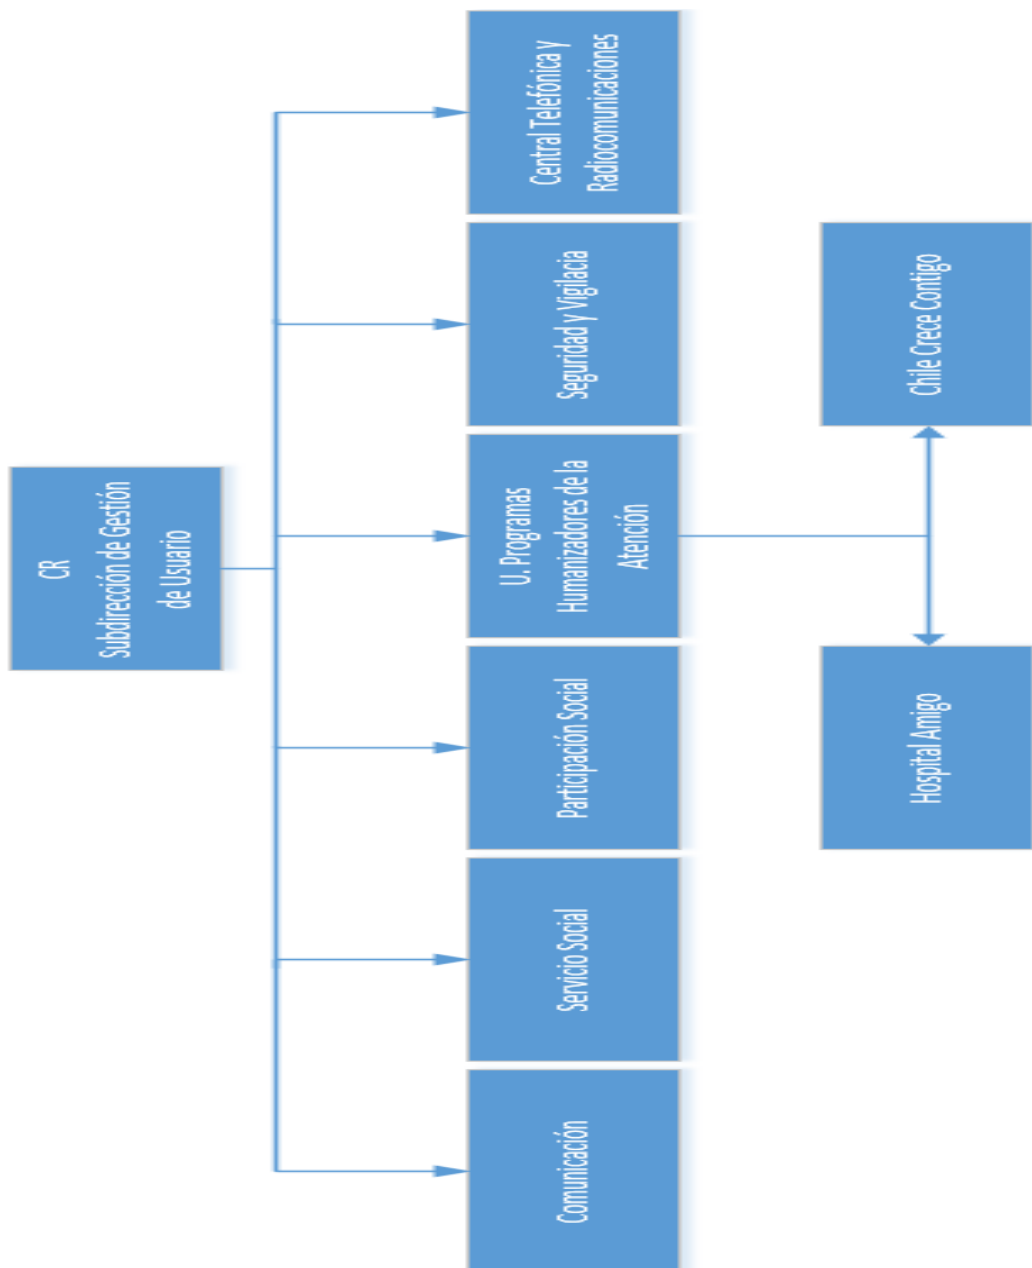 CR
Subdirección de Gestión
de Usuario
Comunicación
Servicio Social
Participación Social
U. Programas
Humanizadores de la
Atención
Seguridad y Vigilacia
Central Telefónica y
Radiocomunicaciones
Hospital Amigo
Chile Crece Contigo